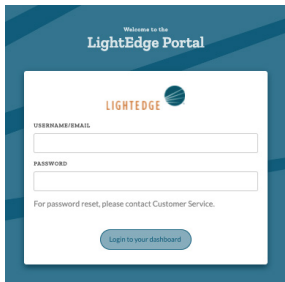 Welcome to the
LightEdge Portal
LIGHTEDGE
USERNAME/EMAIL
PASSWORD
For password reset, please contact Customer Service.
Login to your dashboard